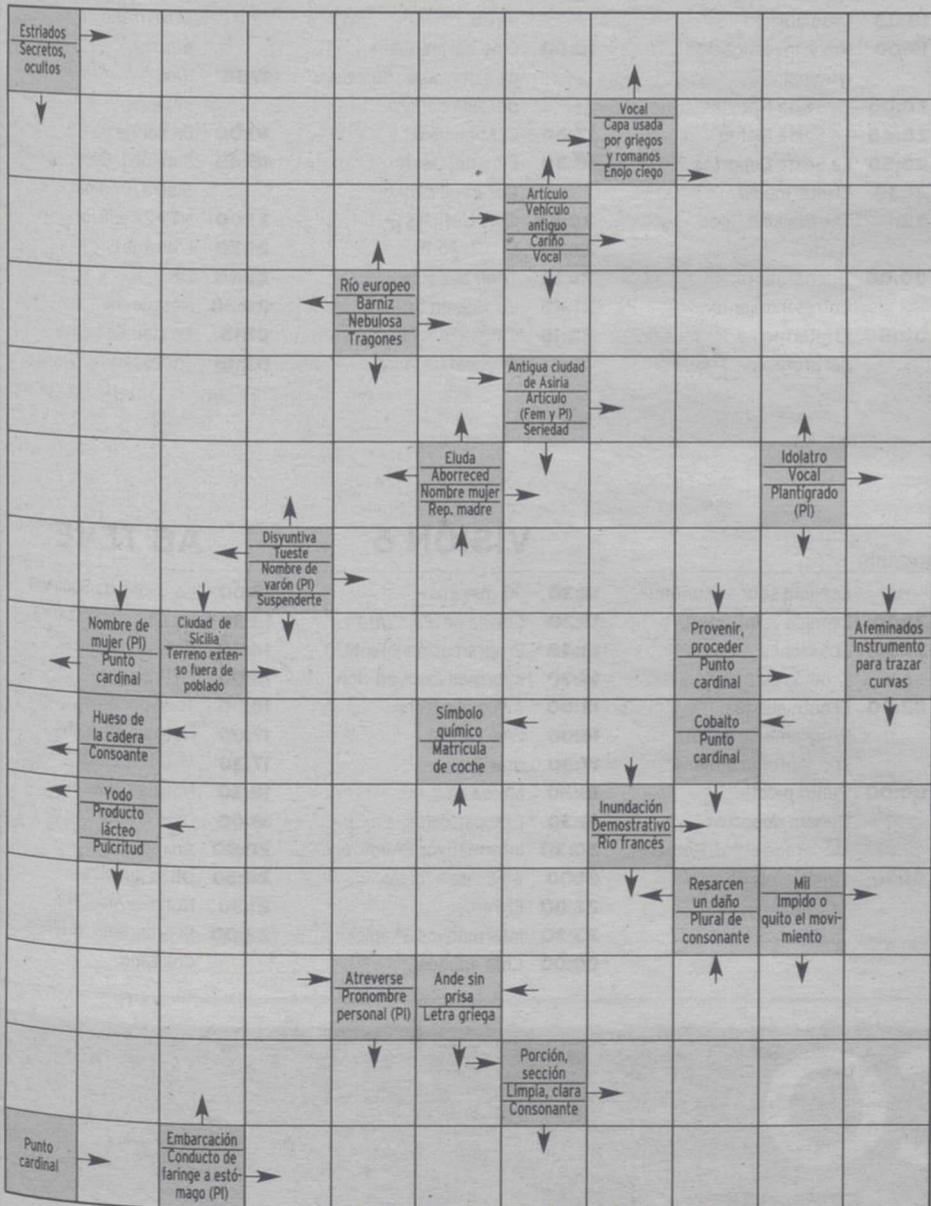 Estriados
Secretos,
ocultos
Vocal
Capa usada
por griegos
y romanos
Enojo ciego
Artículo
Vehículo
antiguo
Cariño
Vocal
Río europeo
Barniz
Nebulosa
Tragones
Antigua ciudad
de Asiria
Artículo
(Fem y Pl)
Seriedad
Eluda
Aborreced
Nombre mujer
Rep. madre
Idolatro
Vocal
Plantígrado
(Pl)
VISION 6
Disyuntiva
Tueste
Nombre de
varón (Pl)
Suspenderte
Nombre de
mujer (Pl)
Punto
cardinal
Ciudad de
Sicilia
Terreno exten-
so fuera de
poblado
Provenir,
proceder
Punto
cardinal
Afeminados
Instrumento
para trazar
curvas
Hueso de
la cadera
Consoante
Símbolo
químico
Matrícula
de coche
Cobalto
Punto
cardinal
Yodo
Producto
lácteo
Pulcritud
Inundación
Demostrativo
Río francés
Resarcen
un daño
Plural de
consonante
Mil
Impido o
quito el movi-
miento
Atreverse
Pronombre
personal (Pl)
Ande sin
prisa
Letra griega
Porción,
sección
Limpia, clara
Consonante
Punto
cardinal
Embarcación
Conducto de
faringe a estó-
mago (Pl)